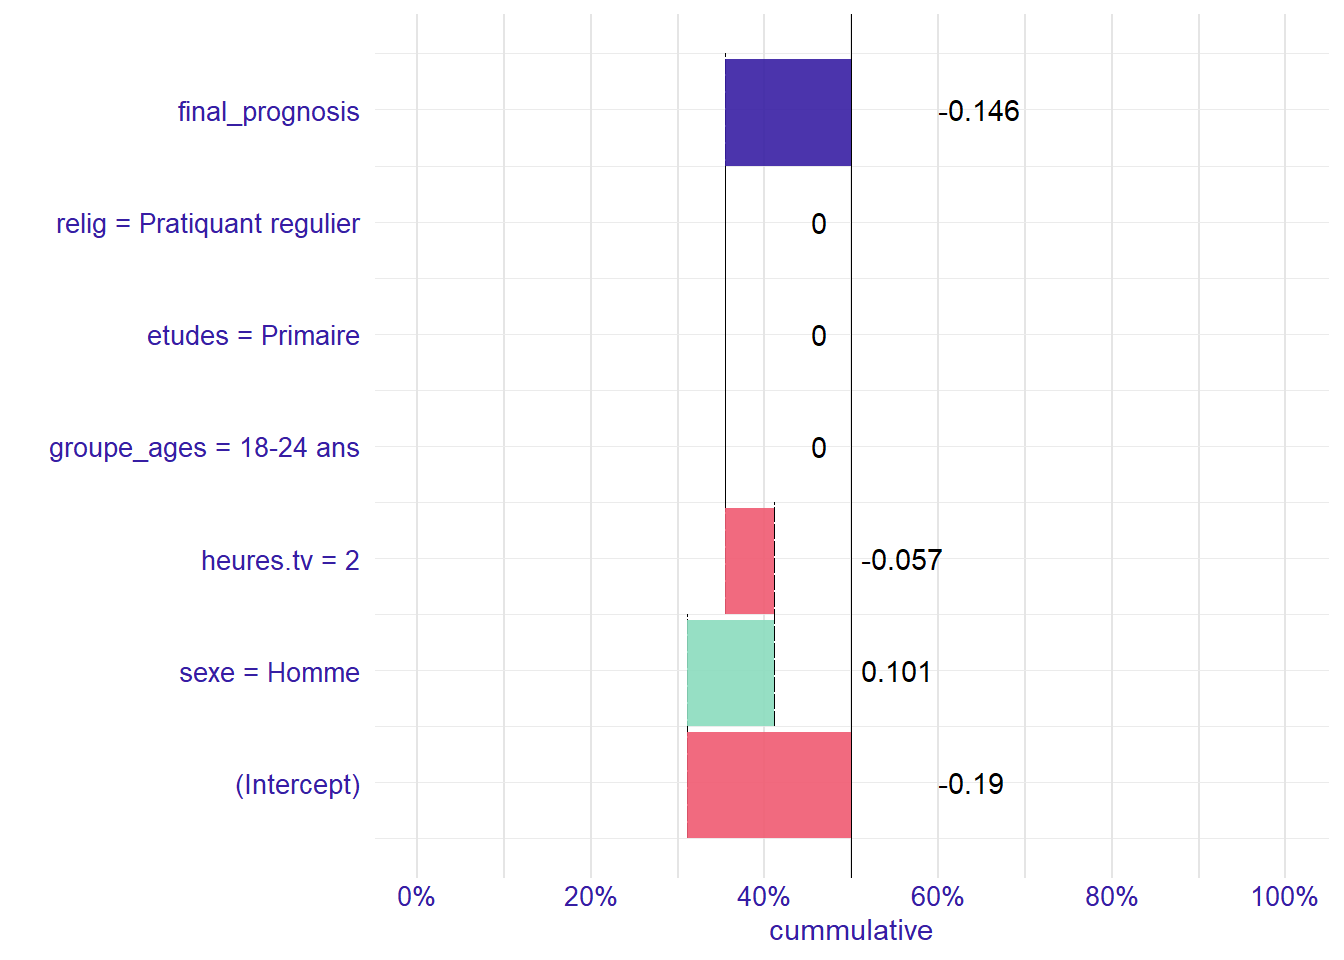 final_prognosis -0.146
relig = Pratiquant regulier 0
etudes = Primaire 0
groupe_ages = 18-24 ans 0
heures.tv = 2 -0.057
sexe = Homme 0.101
(Intercept) -0.19
0% 20% 40% 60% 80% 100%
cummulative